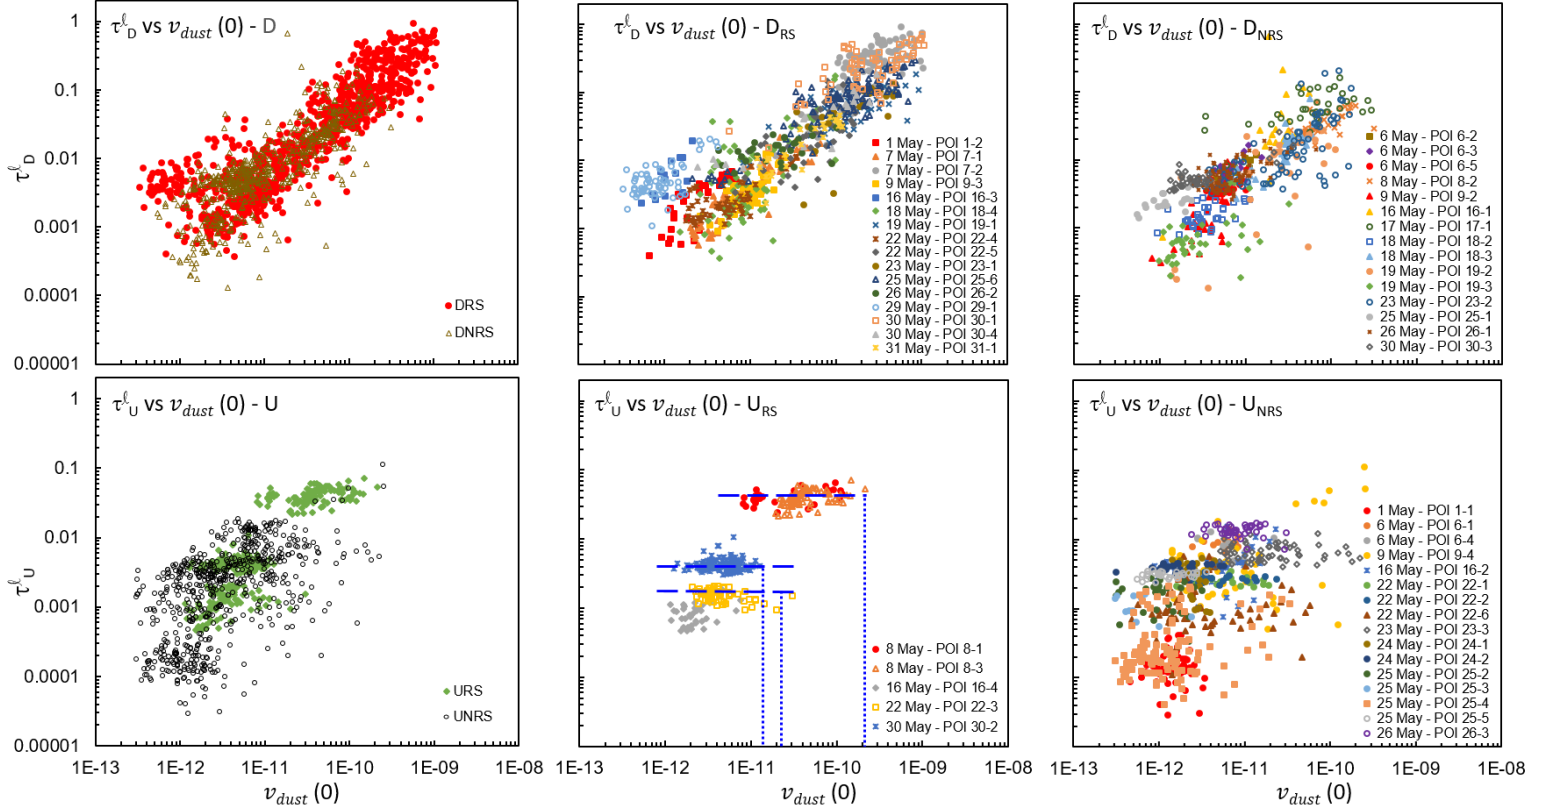 τℓD vs vdust (0) - D
1
0.1
0.01
0.001
0.0001
0.00001
τℓD
DRS
DNRS
τℓD vs vdust (0) - DRS
1 May - POI 1-2
7 May - POI 7-1
7 May - POI 7-2
9 May - POI 9-3
16 May - POI 16-3
18 May - POI 18-4
19 May - POI 19-1
22 May - POI 22-4
22 May - POI 22-5
23 May - POI 23-1
25 May - POI 25-6
26 May - POI 26-2
29 May - POI 29-1
30 May - POI 30-1
30 May - POI 30-4
31 May - POI 31-1
τℓD vs vdust (0) - DNRS
6 May - POI 6-2
6 May - POI 6-3
6 May - POI 6-5
8 May - POI 8-2
9 May - POI 9-2
16 May - POI 16-1
17 May - POI 17-1
18 May - POI 18-2
18 May - POI 18-3
19 May - POI 19-2
19 May - POI 19-3
23 May - POI 23-2
25 May - POI 25-1
26 May - POI 26-1
30 May - POI 30-3
τℓU vs vdust (0) - U
1
0.1
0.01
0.001
0.0001
0.00001
τℓU
URS
UNRS
1E-13 1E-12 1E-11 1E-10 1E-09 1E-08
vdust (0)
τℓU vs vdust (0) - URS
8 May - POI 8-1
8 May - POI 8-3
16 May - POI 16-4
22 May - POI 22-3
30 May - POI 30-2
1E-13 1E-12 1E-11 1E-10 1E-09 1E-08
vdust (0)
τℓU vs vdust (0) - UNRS
1 May - POI 1-1
6 May - POI 6-1
6 May - POI 6-4
9 May - POI 9-4
16 May - POI 16-2
22 May - POI 22-1
22 May - POI 22-2
22 May - POI 22-6
23 May - POI 23-3
24 May - POI 24-1
24 May - POI 24-2
25 May - POI 25-2
25 May - POI 25-3
25 May - POI 25-4
25 May - POI 25-5
26 May - POI 26-3
1E-13 1E-12 1E-11 1E-10 1E-09 1E-08
vdust (0)